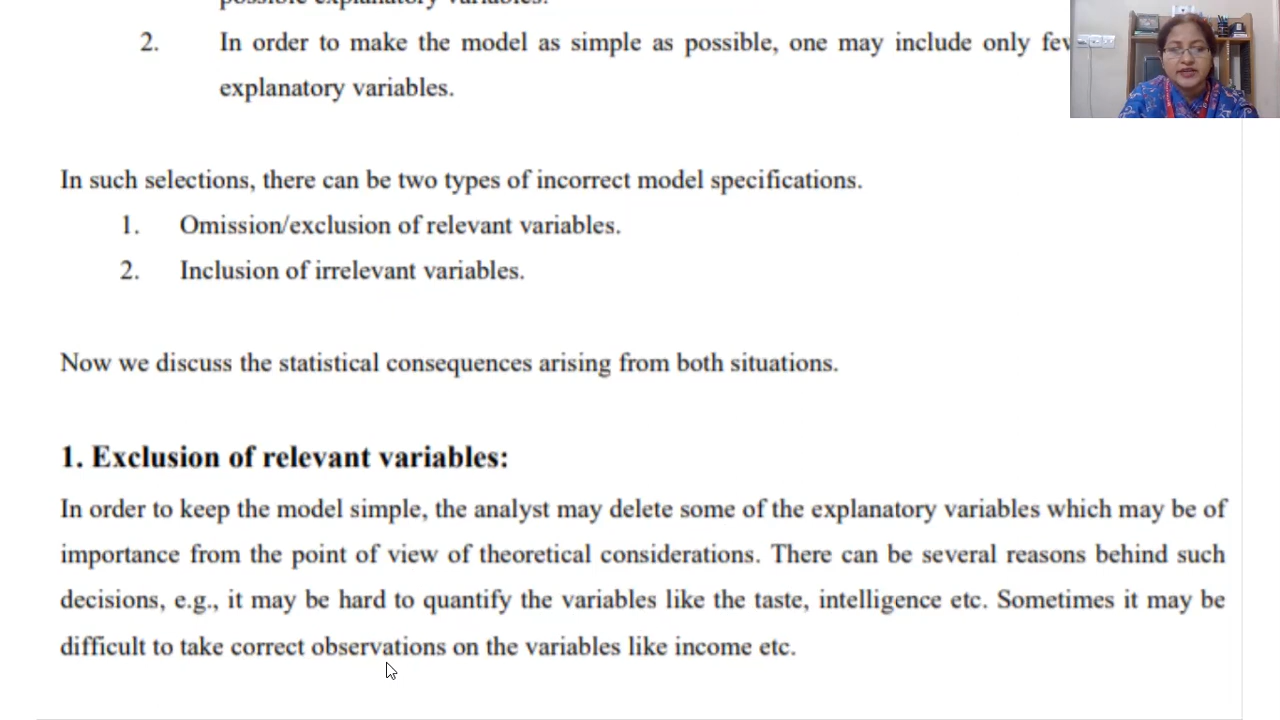 possible explanatory variables.
2. In order to make the model as simple as possible, one may include only
explanatory variables.
In such selections, there can be two types of incorrect model specifications.
1. Omission/exclusion of relevant variables.
2. Inclusion of irrelevant variables.
Now we discuss the statistical consequences arising from both situations.
1. Exclusion of relevant variables:
In order to keep the model simple, the analyst may delete some of the explanatory variables which may be of
importance from the point of view of theoretical considerations. There can be several reasons behind such
decisions, e.g., it may be hard to quantify the variables like the taste, intelligence etc. Sometimes it may be
difficult to take correct observations on the variables like income etc.